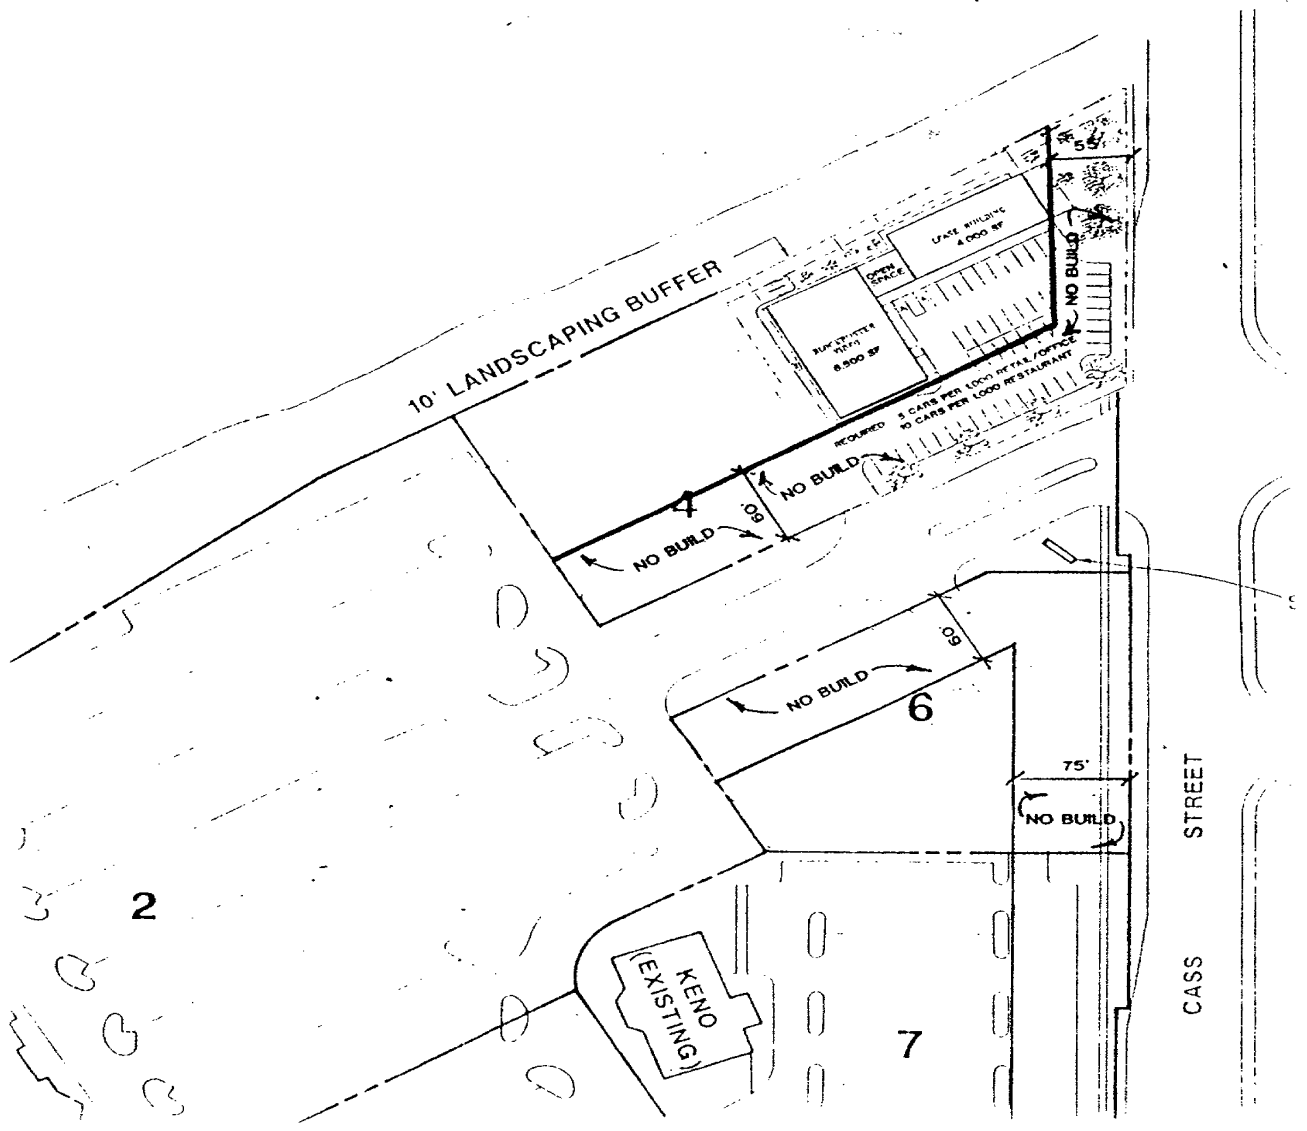 55'
LEASE BUILDING
4,000 SF
OPEN
SPACE
NO BUILD
10' LANDSCAPING BUFFER
BLOCKBUSTER
VIDEO
6,500 SF
REQUIRED 5 CARS PER 1,000 RETAIL/OFFICE
10 CARS PER 1,000 RESTAURANT
NO BUILD
4
60'
NO BUILD
60'
NO BUILD
6
75'
NO BUILD
CASS STREET
2
KENO
(EXISTING)
7